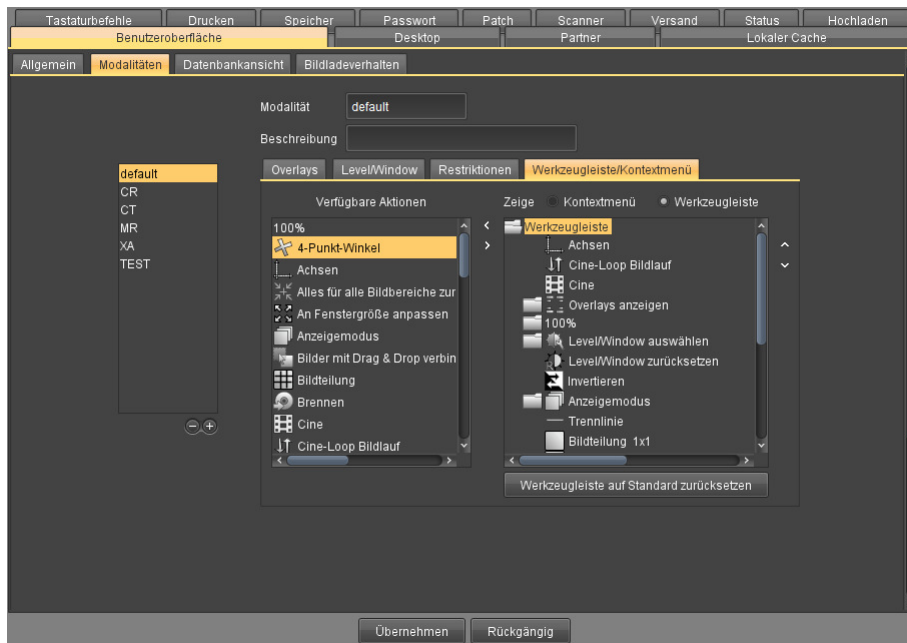 Tastaturbefehle Drucken Speicher Passwort Patch Scanner Versand Status Hochladen
Benutzeroberfläche Desktop Partner Lokaler Cache
Allgemein Modalitäten Datenbankansicht Bildladeverhalten
Modalität default
Beschreibung
default
CR
CT
MR
XA
TEST
Overlays Level/Window Restriktionen Werkzeugleiste/Kontextmenü
Verfügbare Aktionen
100%
4-Punkt-Winkel
Achsen
Alles für alle Bildbereiche zur
An Fenstergröße anpassen
Anzeigemodus
Bilder mit Drag & Drop verbin
Bildteilung
Brennen
Cine
Cine-Loop Bildlauf
Zeige Kontextmenü Werkzeugleiste
Werkzeugleiste
Achsen
Cine-Loop Bildlauf
Cine
Overlays anzeigen
100%
Level/Window auswählen
Level/Window zurücksetzen
Invertieren
Anzeigemodus
Trennlinie
Bildteilung 1x1
Werkzeugleiste auf Standard zurücksetzen
Übernehmen Rückgängig